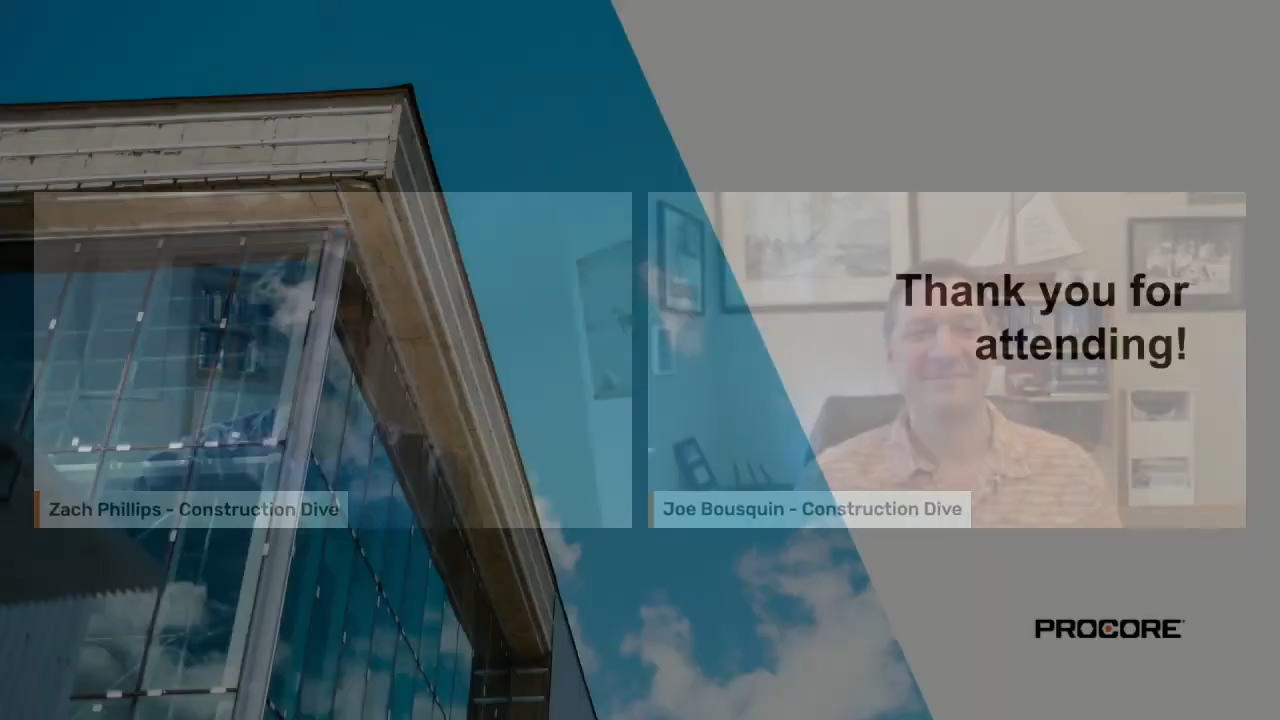 Thank you for
attending!
Zach Phillips - Construction Dive
Joe Bousquin - Construction Dive
PROCORE